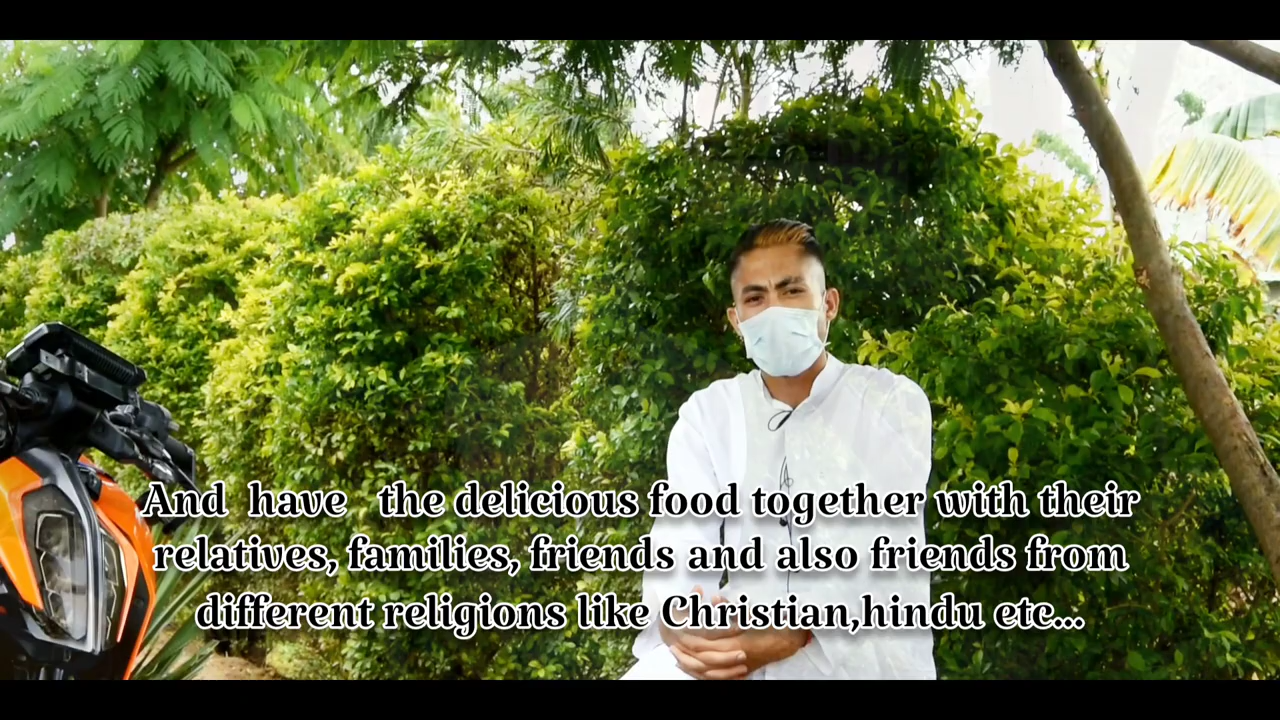 And have the delicious food together with their
relatives, families, friends and also friends from
different religions like Christian,hindu etc...